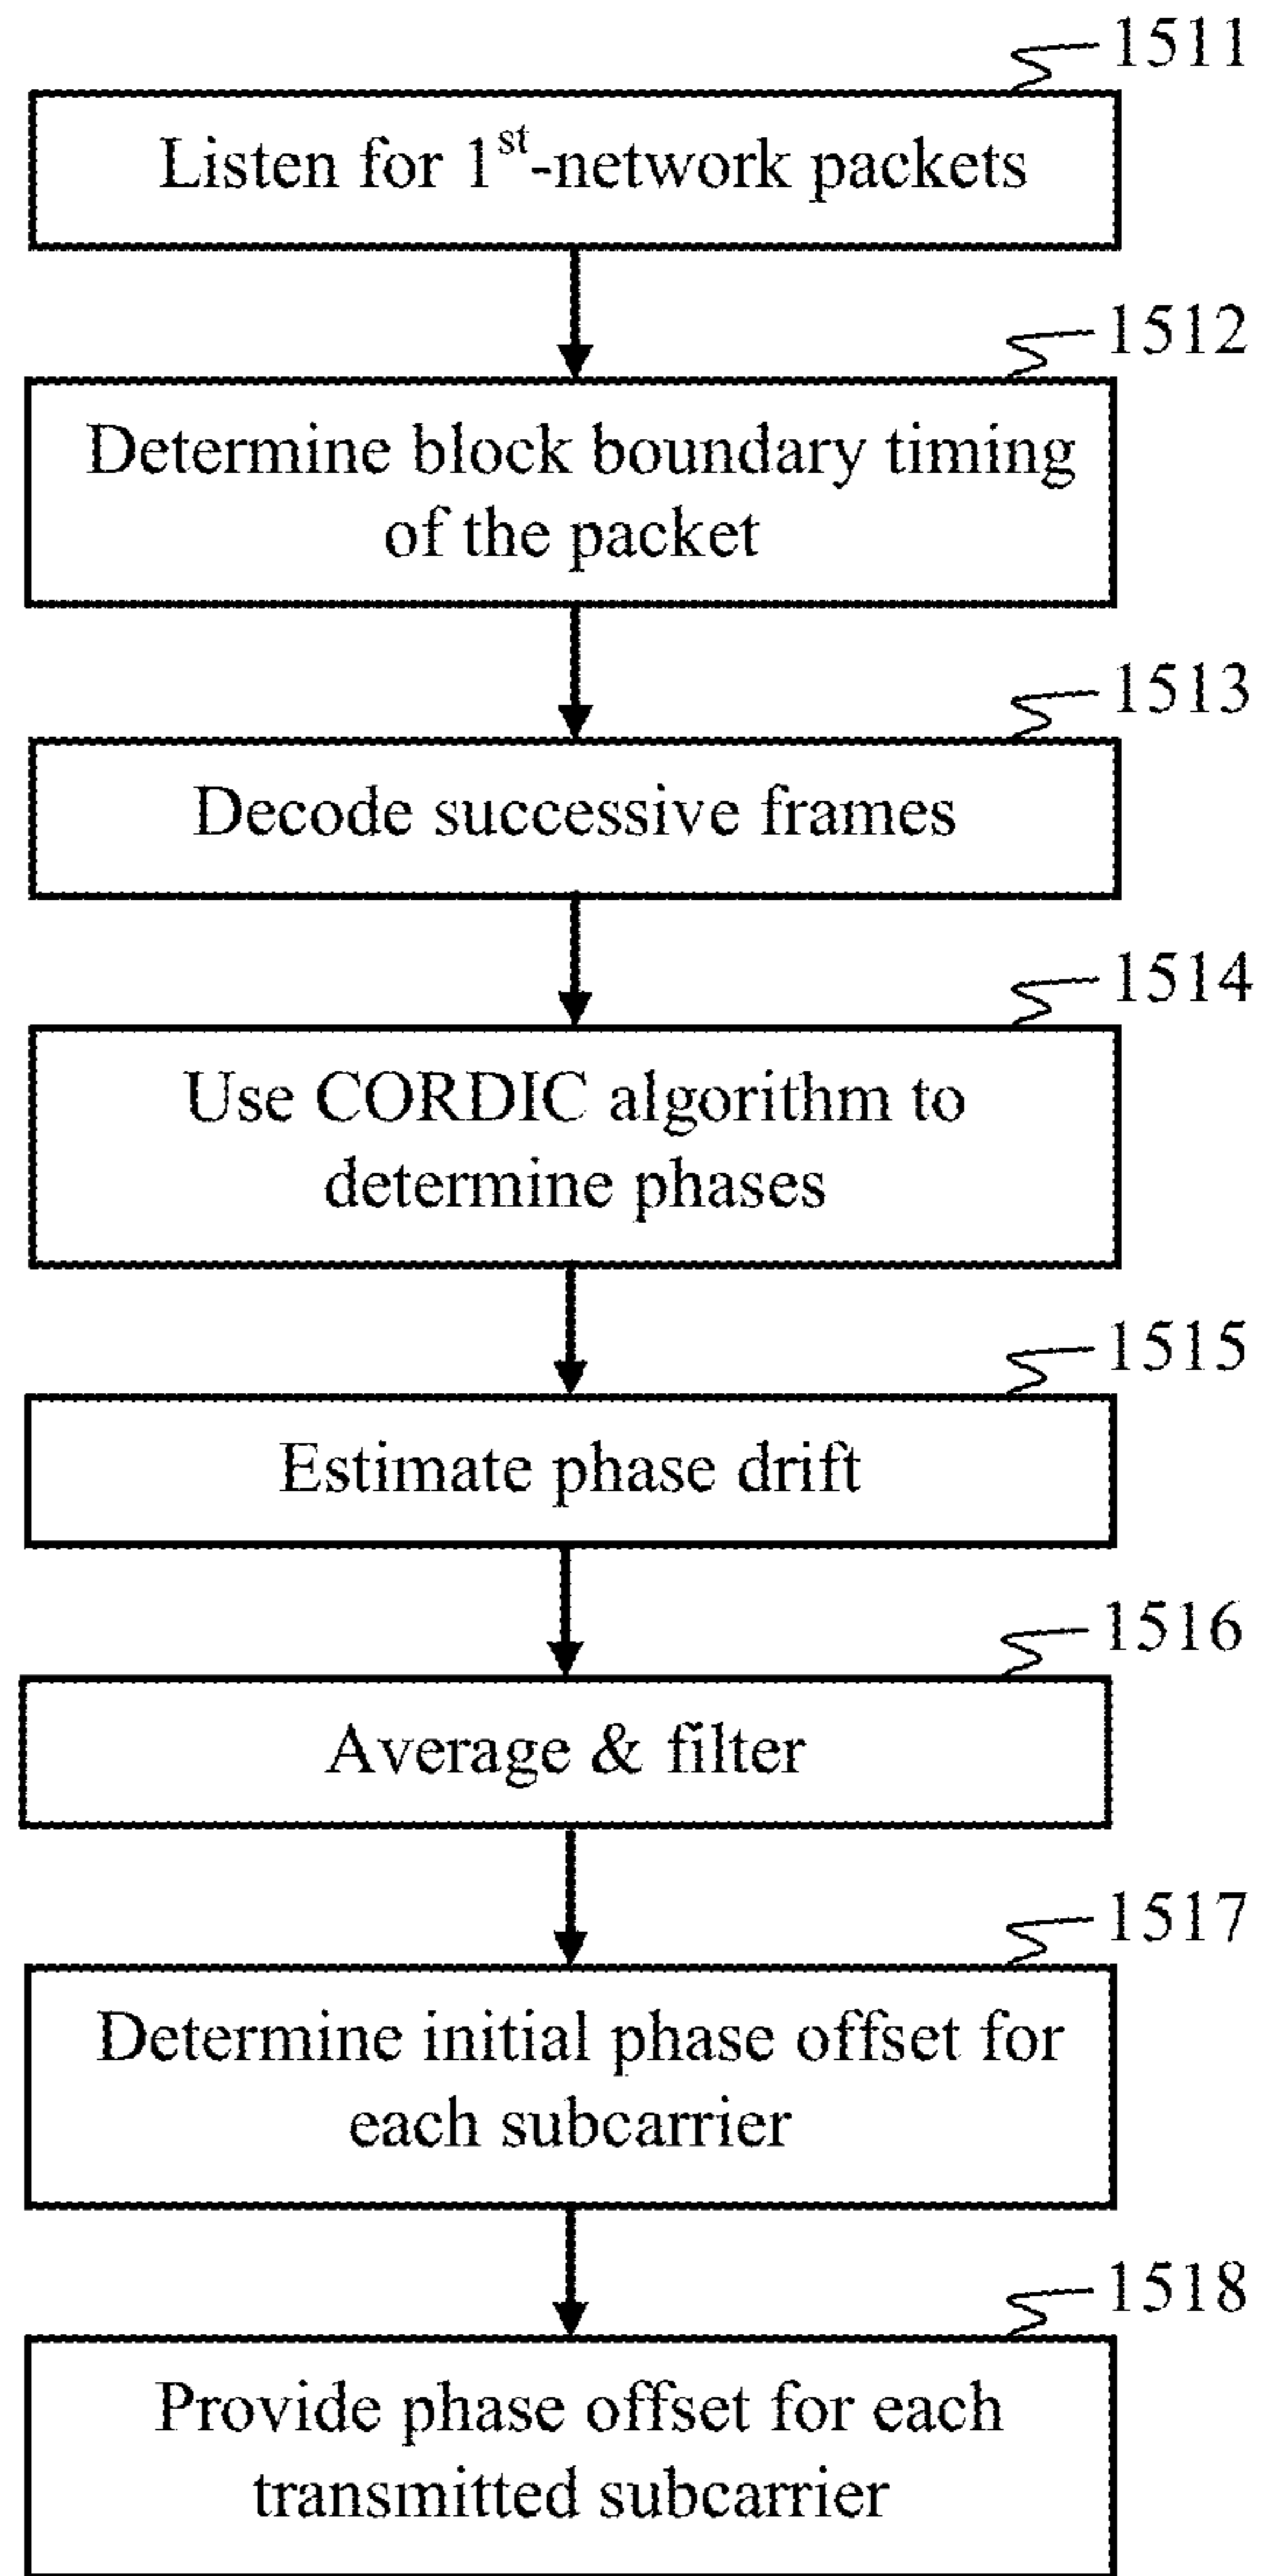 1511
Listen for 1st-network packets
1512
Determine block boundary timing
of the packet
1513
Decode successive frames
1514
Use CORDIC algorithm to
determine phases
1515
Estimate phase drift
1516
Average & filter
1517
Determine initial phase offset for
each subcarrier
1518
Provide phase offset for each
transmitted subcarrier